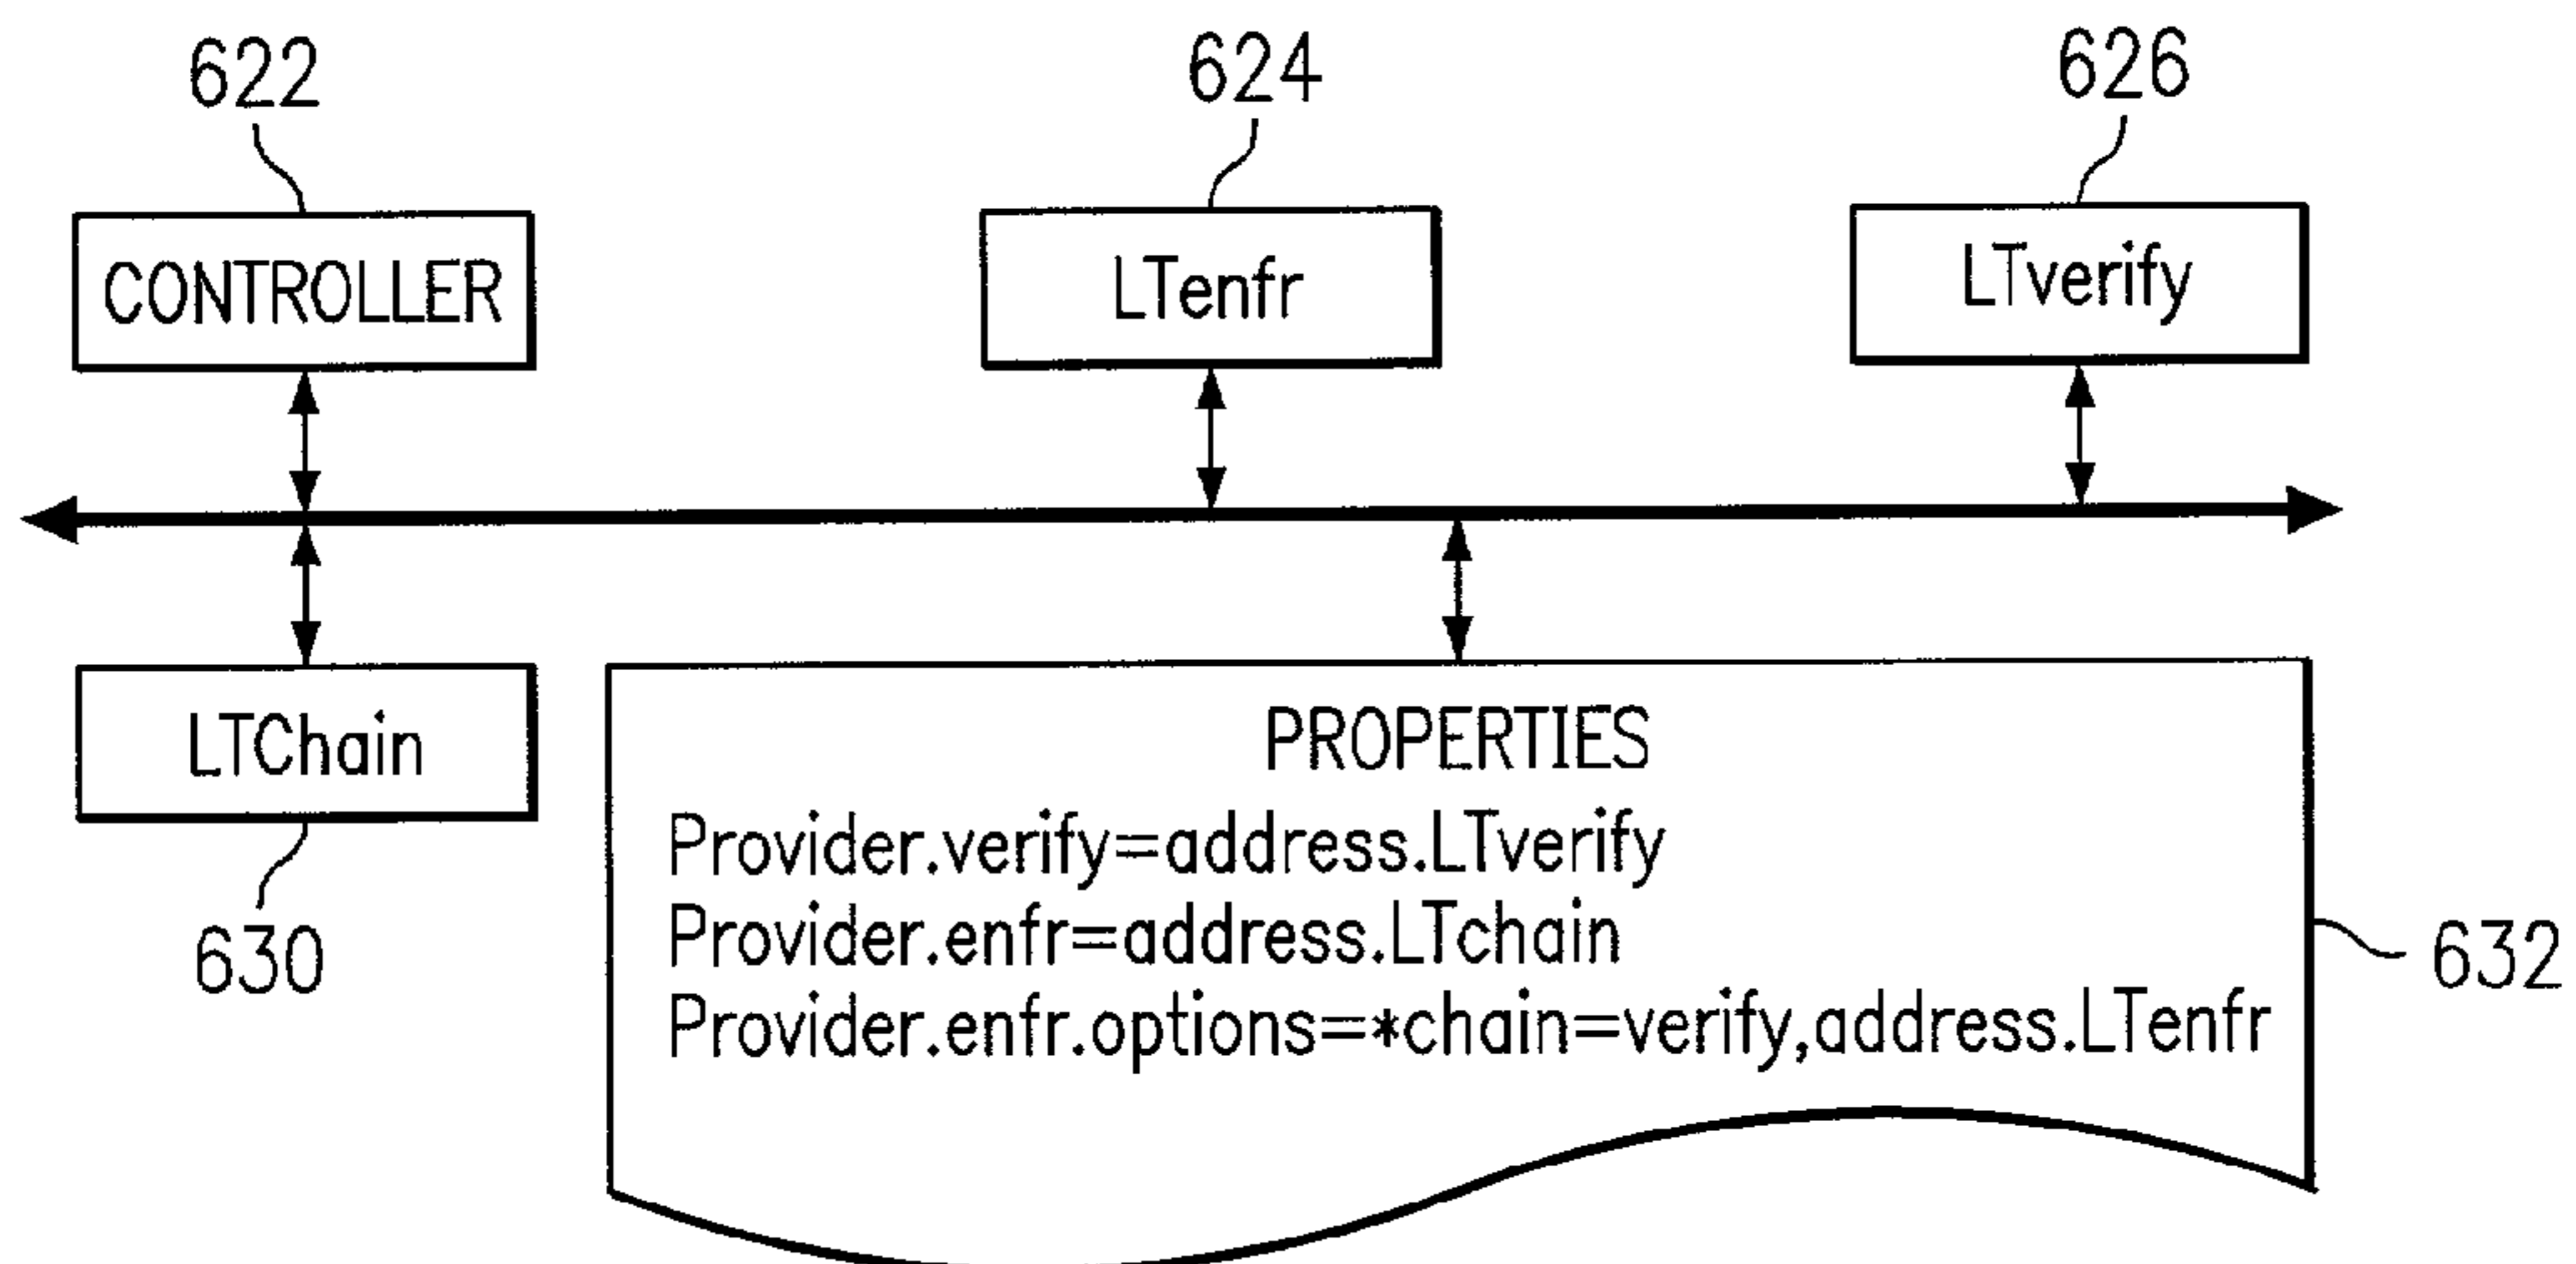 622
624
626
CONTROLLER
LTenfr
LTverify
LTChain
630
PROPERTIES
Provider.verify=address.LTverify
Provider.enfr=address.LTchain
Provider.enfr.options=*chain=verify,address.LTenfr
632